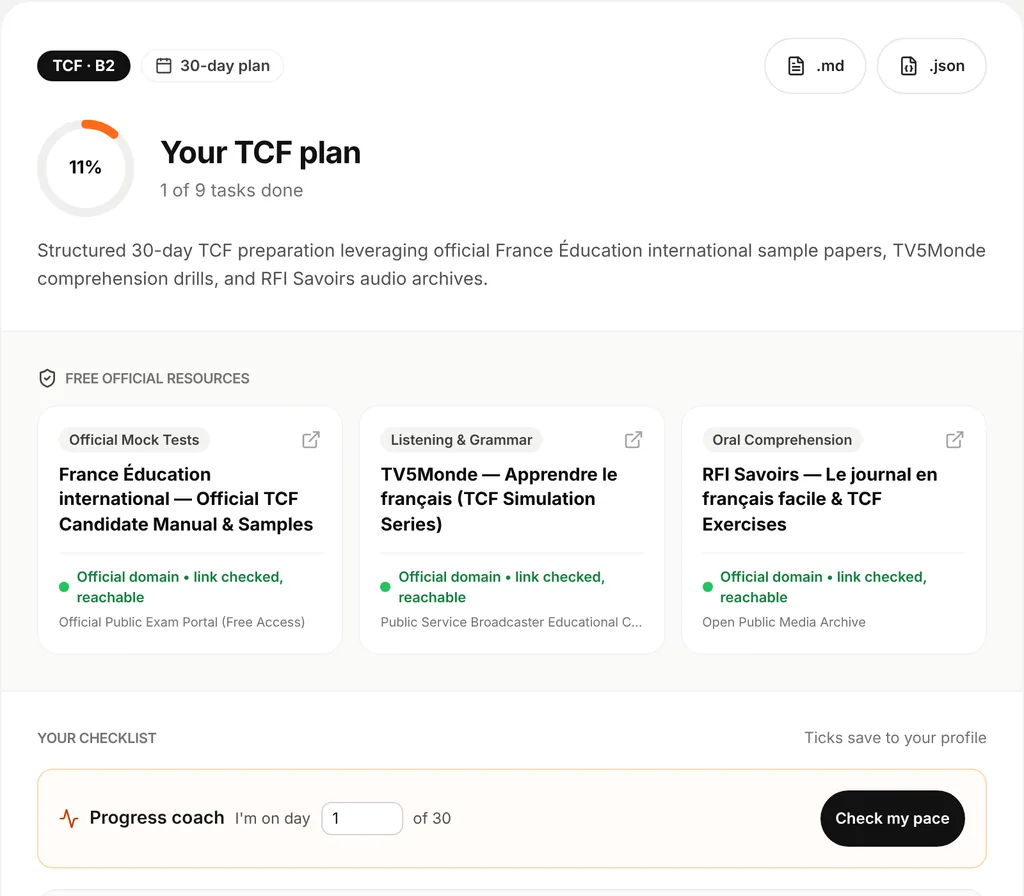 TCF · B2
30-day plan
.md
.json
11%
Your TCF plan
1 of 9 tasks done
Structured 30-day TCF preparation leveraging official France Éducation international sample papers, TV5Monde
comprehension drills, and RFI Savoirs audio archives.
FREE OFFICIAL RESOURCES
Official Mock Tests
France Éducation
international — Official TCF
Candidate Manual & Samples
Official domain • link checked,
reachable
Official Public Exam Portal (Free Access)
Listening & Grammar
TV5Monde — Apprendre le
français (TCF Simulation
Series)
Official domain • link checked,
reachable
Public Service Broadcaster Educational C...
Oral Comprehension
RFI Savoirs — Le journal en
français facile & TCF
Exercises
Official domain • link checked,
reachable
Open Public Media Archive
YOUR CHECKLIST
Ticks save to your profile
Progress coach I'm on day 1 of 30
Check my pace